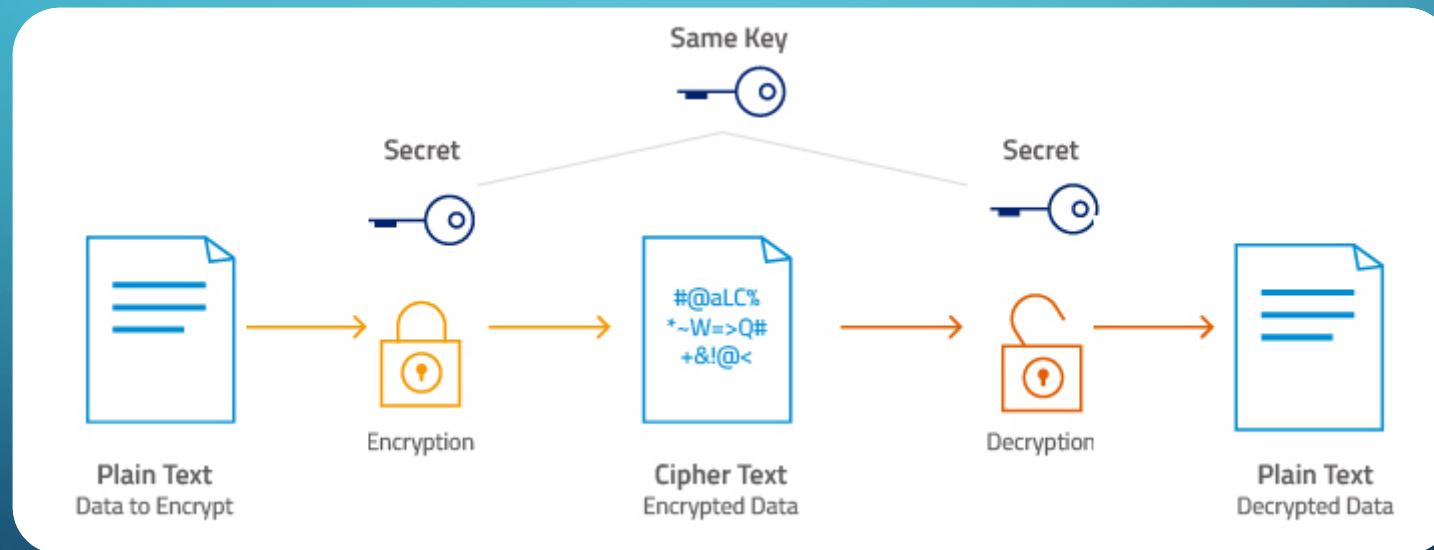 Same Key
Secret
Secret
#@aLC%
*~W=>Q#
+&!@<
Encryption
Decryption
Plain Text
Data to Encrypt
Cipher Text
Encrypted Data
Plain Text
Decrypted Data